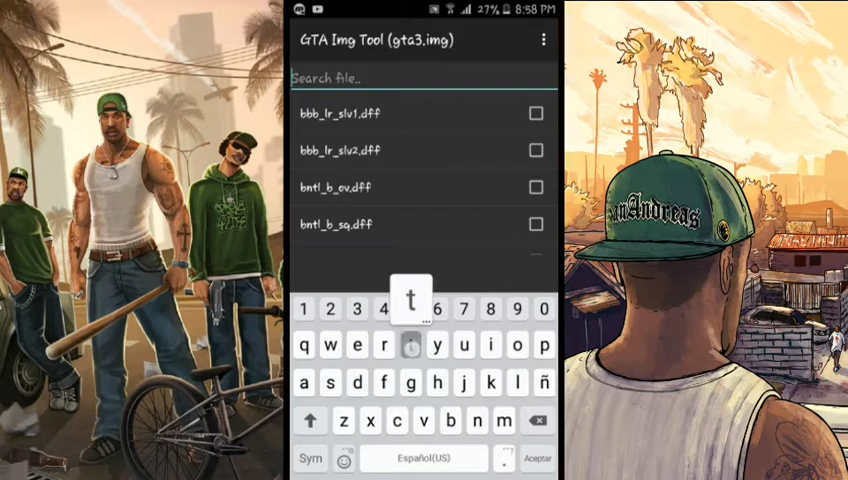 27% 8:58 PM
GTA Img Tool (gta3.img)
Search file..
bbb_lr_slv1.dff
bbb_lr_slv2.dff
bntl_b_ov.dff
bntl_b_sq.dff
t
1 2 3 4 6 7 8 9 0
q w e r y u i o p
a s d f g h j k l ñ
z x c v b n m
Sym Español(US) . Aceptar
anAndreas